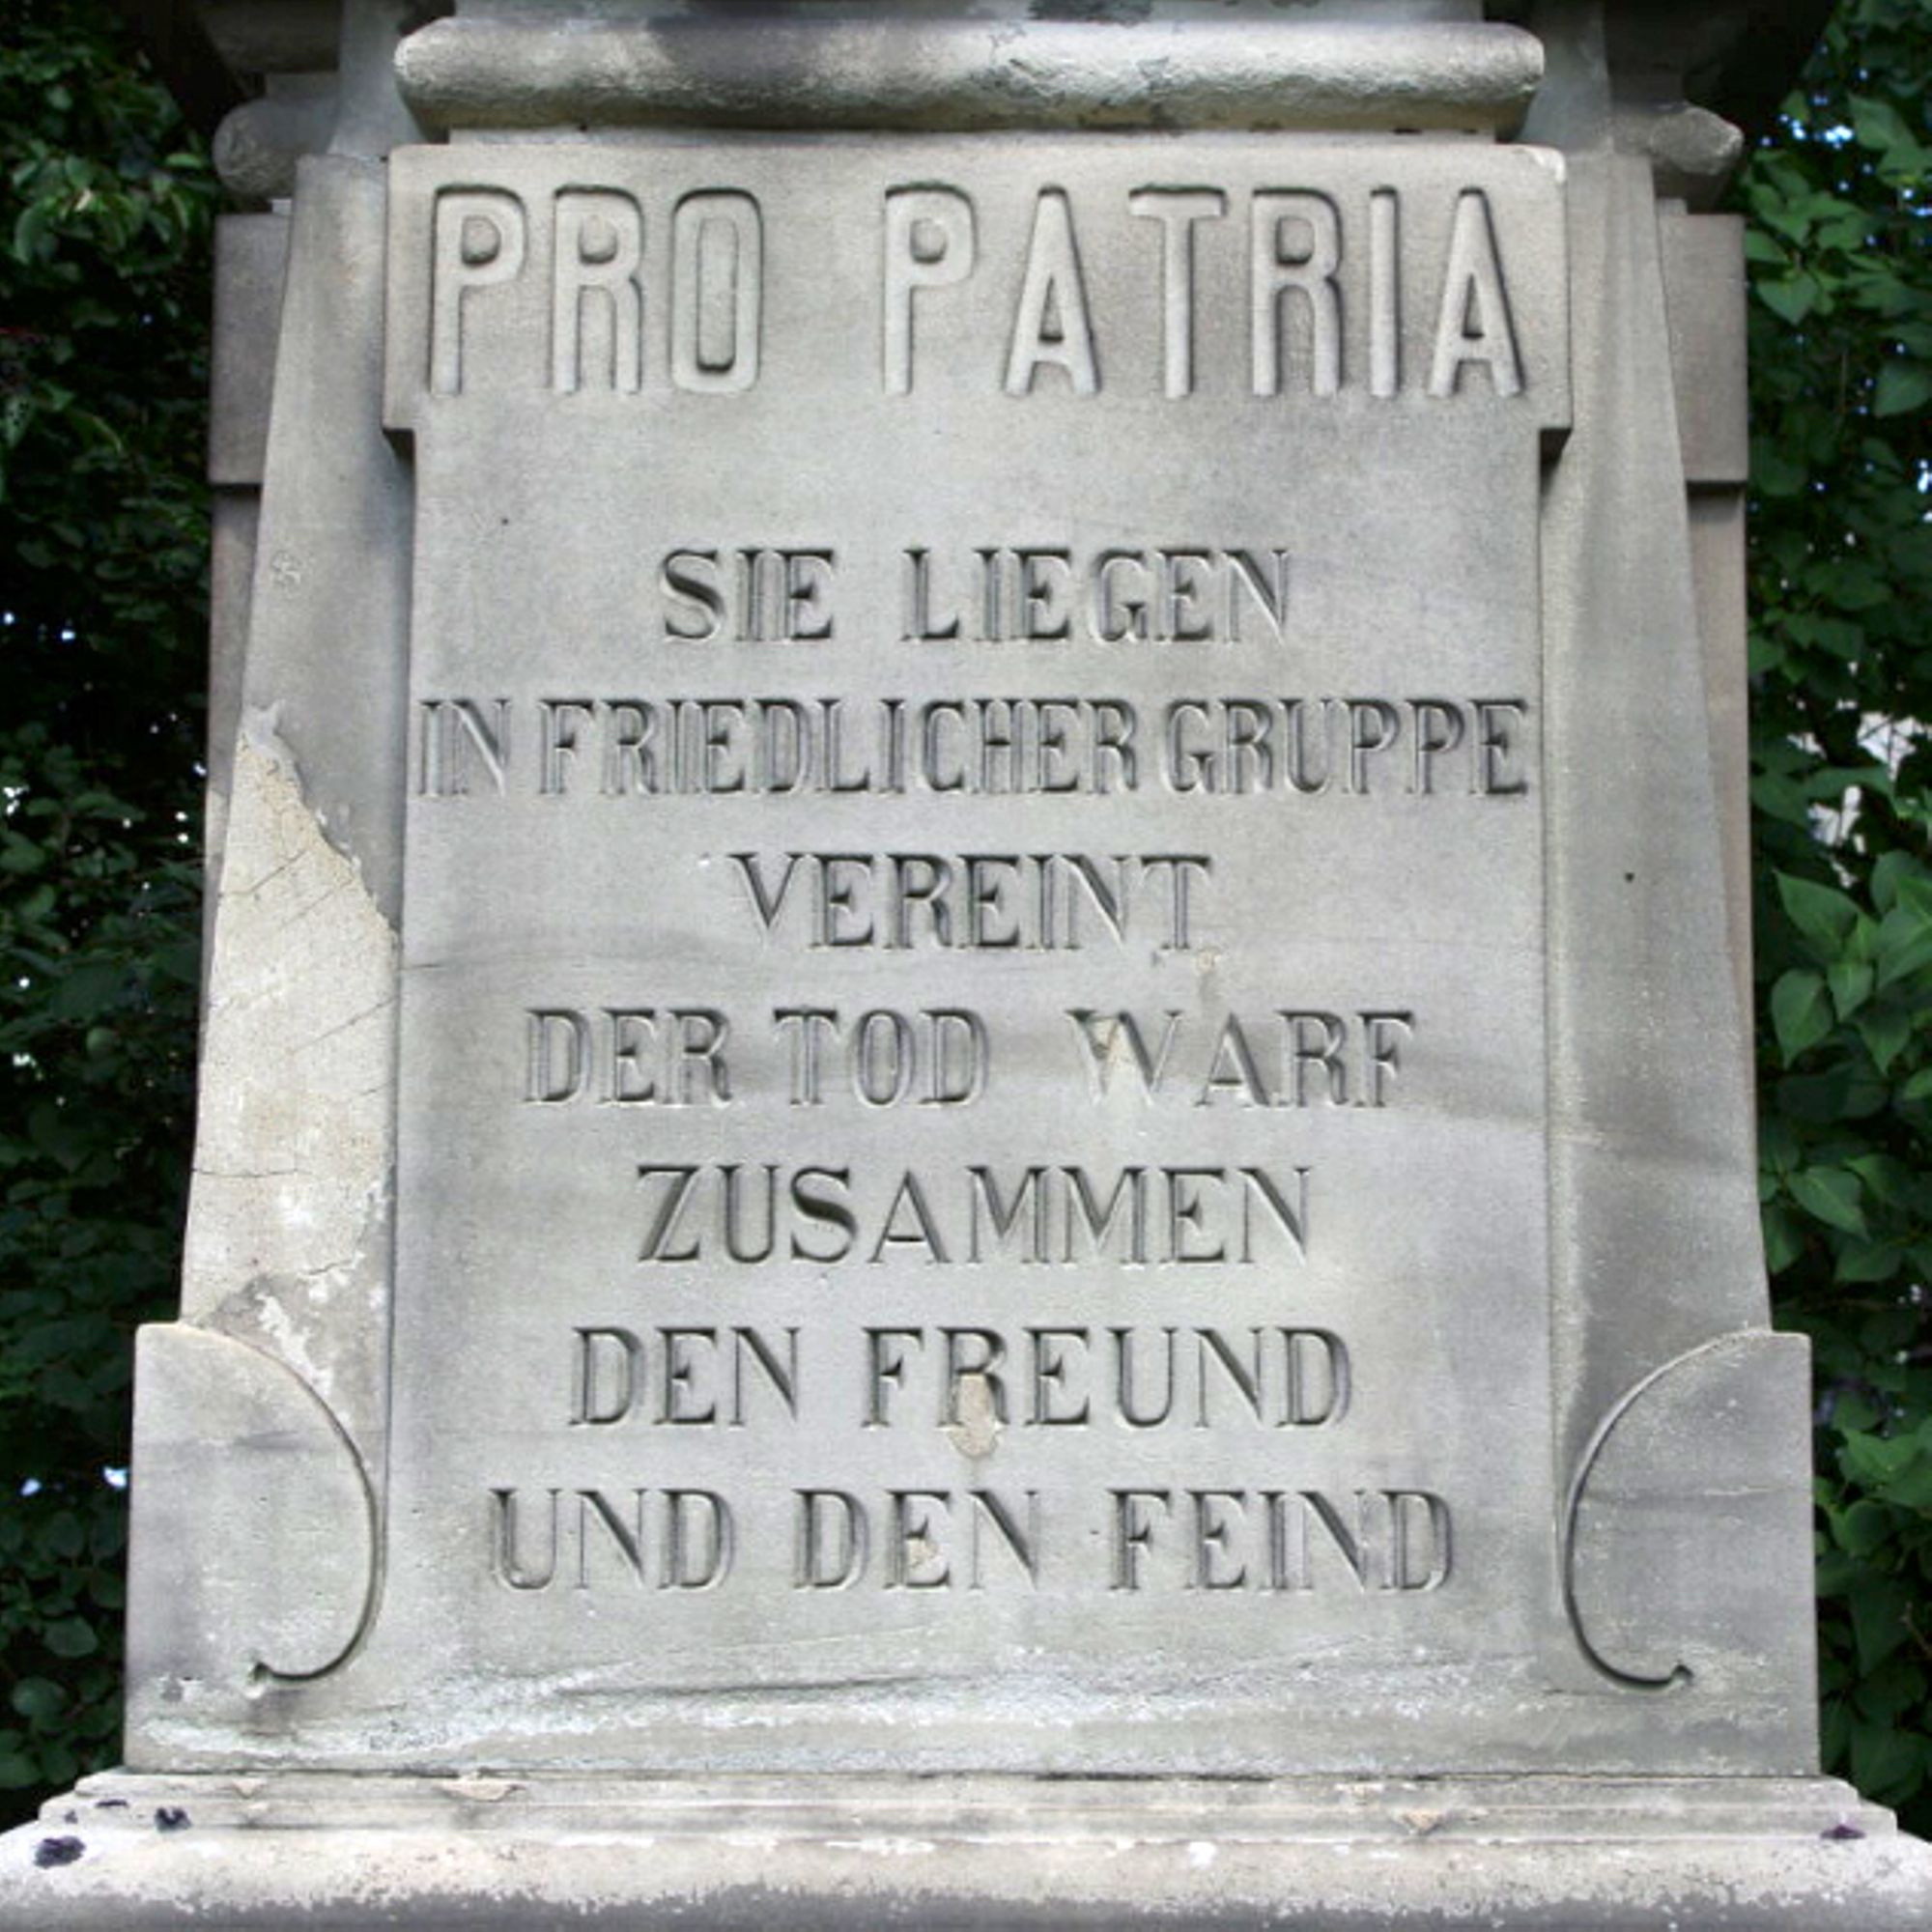 PRO PATRIA
SIE LIEGEN
IN FRIEDLICHER GRUPPE
VEREINT
DER TOD WARF
ZUSAMMEN
DEN FREUND
UND DEN FEIND